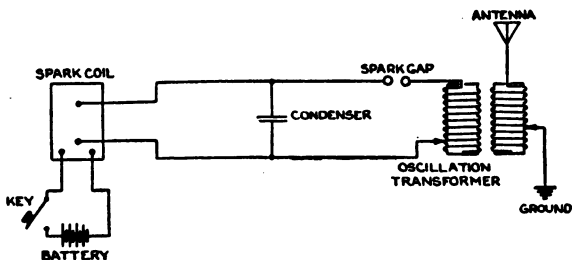 ANTENNA
SPARK COIL
SPARK GAP
CONDENSER
OSCILLATION
TRANSFORMER
KEY
GROUND
BATTERY